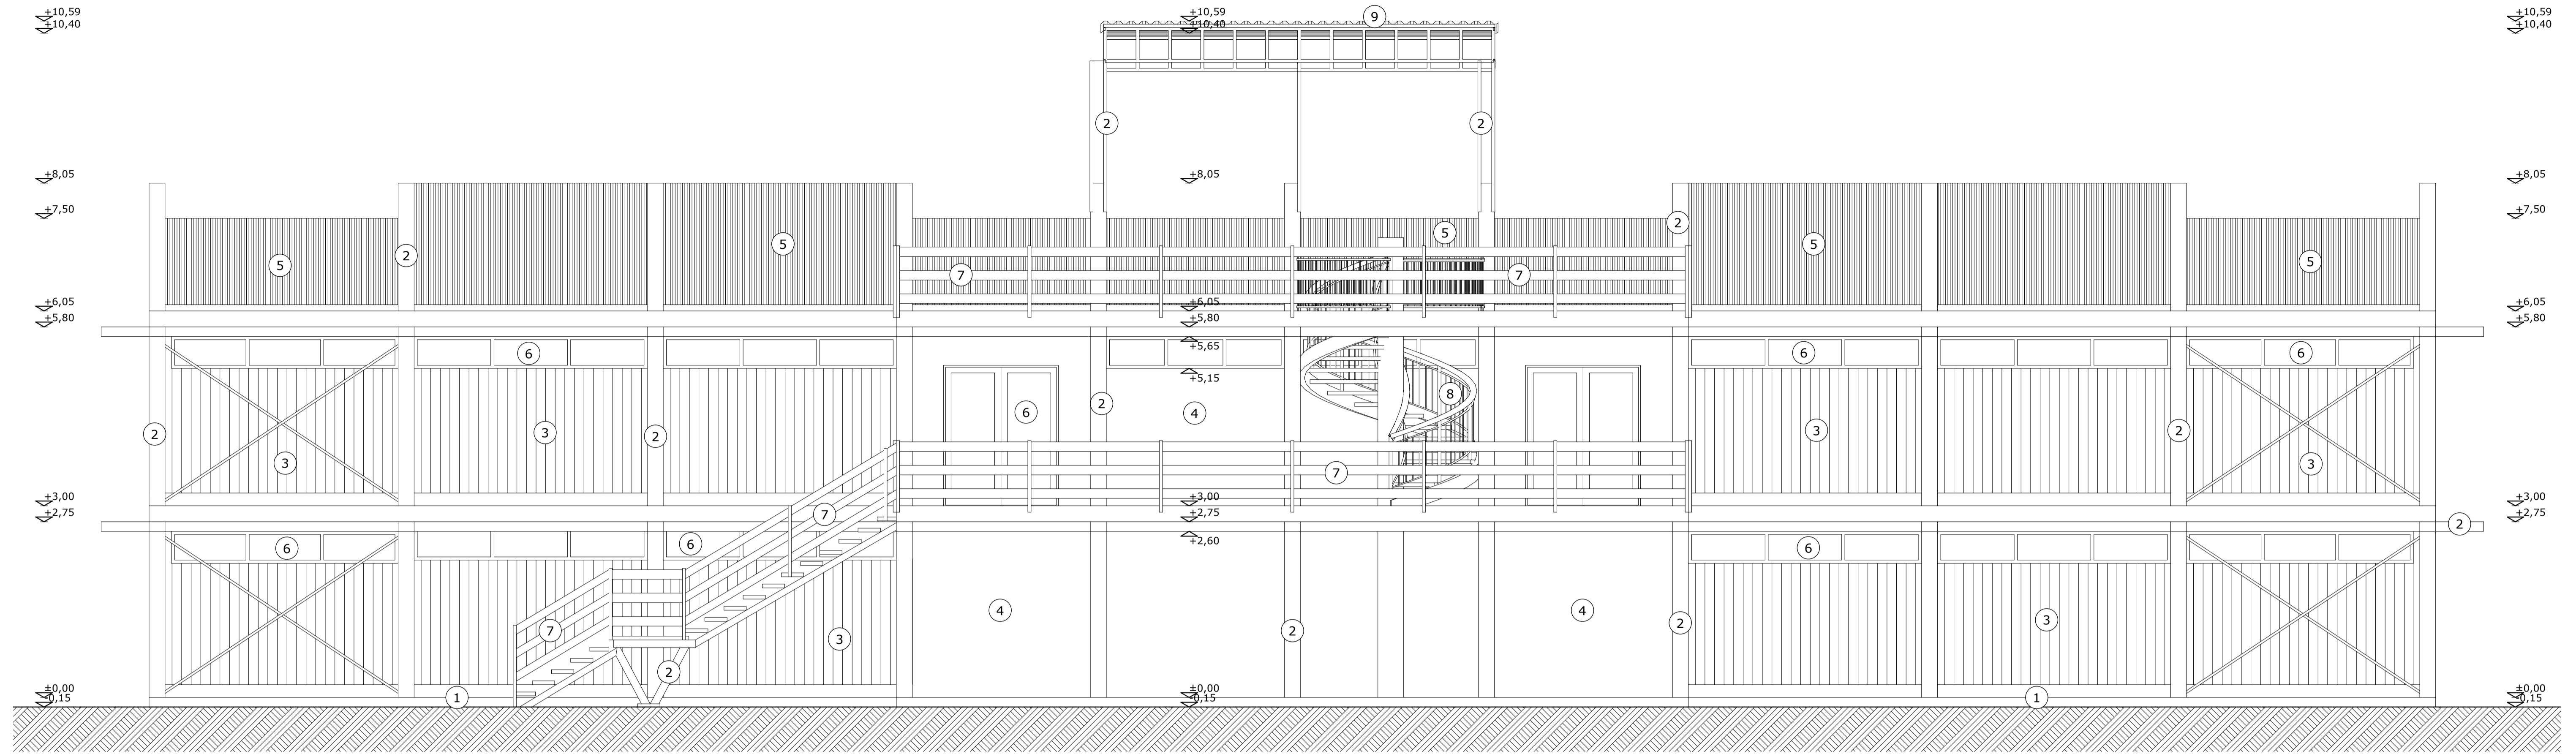 +10,59 +10,59 9 +10,59
+10,40 +10,40 +10,40
2 2
+8,05 +8,05 +8,05
+7,50 +7,50
2
5
5 5 5
2
5 5
7 7
+6,05 +6,05 +6,05
+5,80 +5,80 +5,80
+5,65
6 6 6
+5,15
8
2
6 4
2 3 2 3 2
3 3
7
+3,00 +3,00 +3,00
+2,75 +2,75 +2,75
7 2
+2,60
6 6 6
4 4
3
2
7 2
3
2
±0,00 ±0,00 ±0,00
-0,15 -0,15 -0,15
1 1